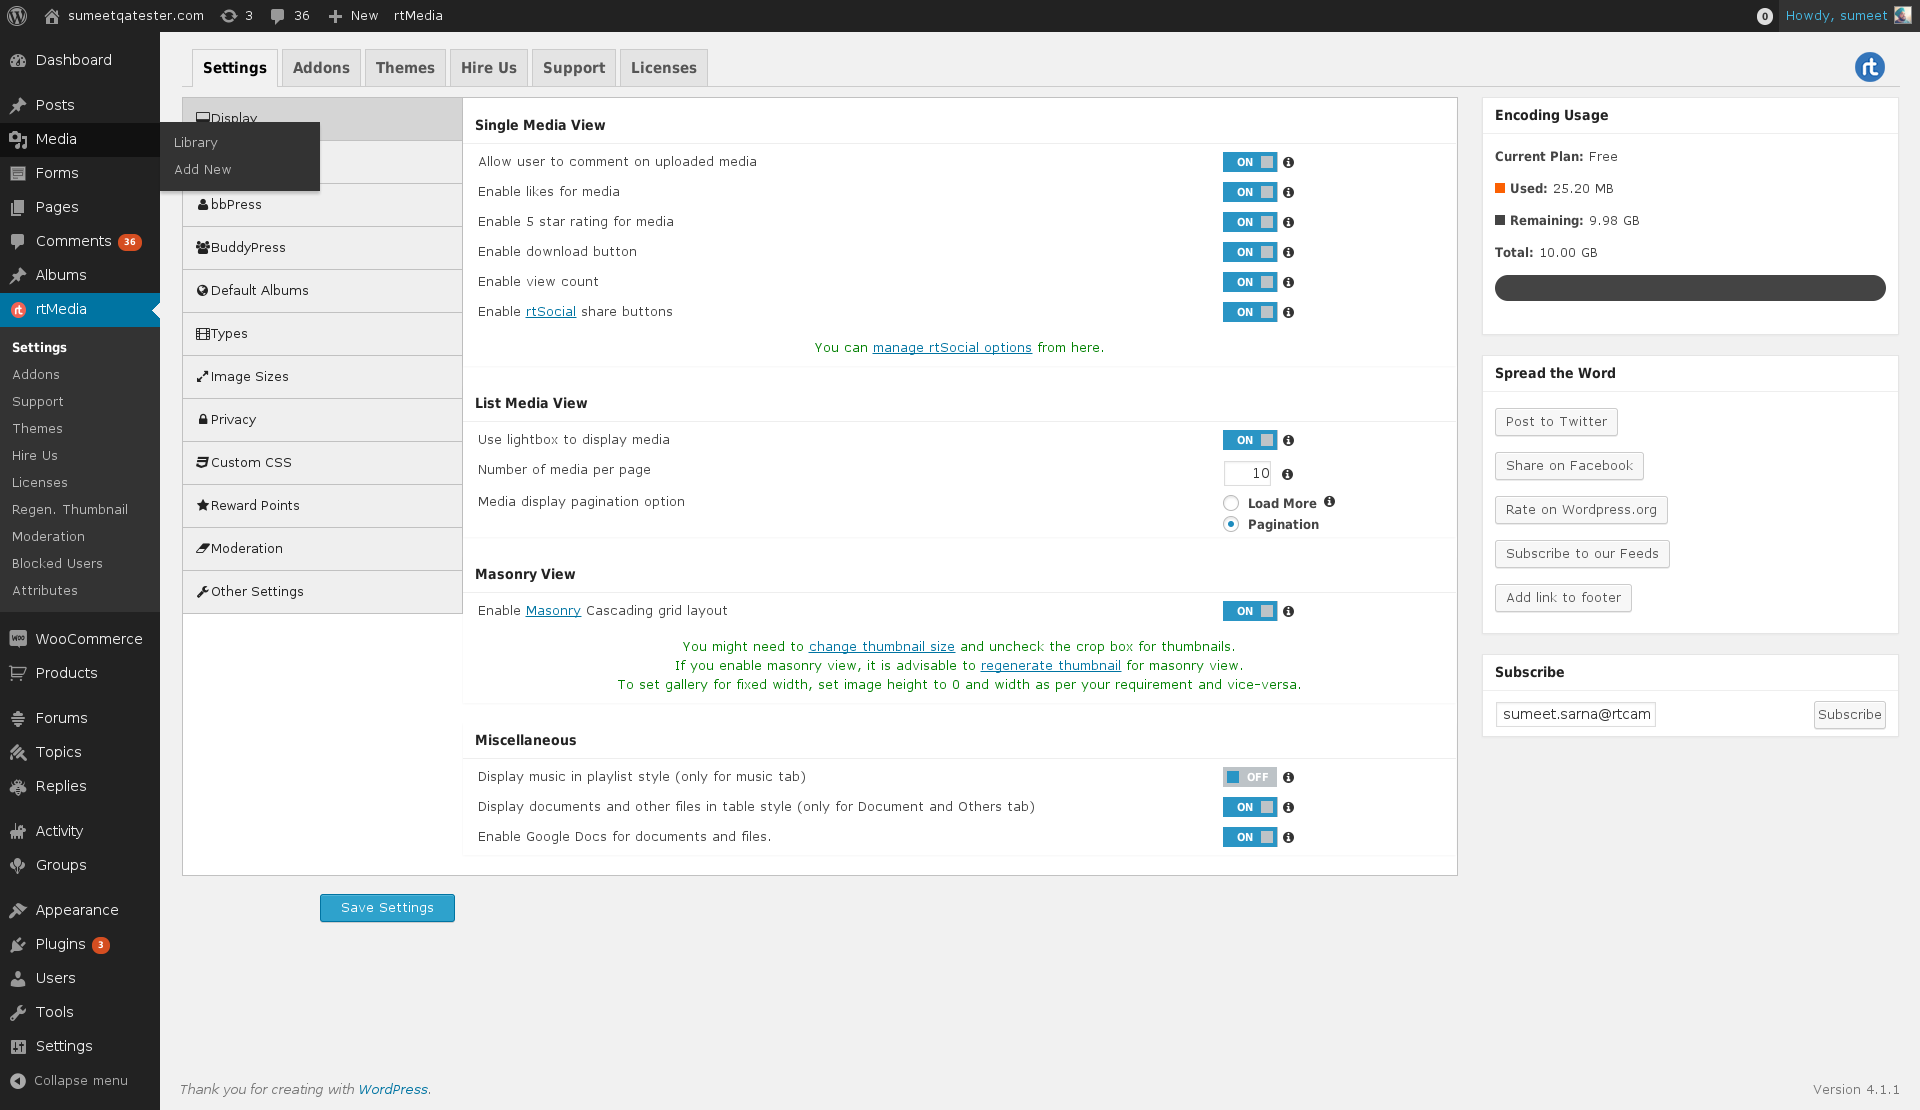 sumeetqatester.com 3 36 New rtMedia 0 Howdy, sumeet
Dashboard
Posts
Media
Library
Add New
Forms
Pages
Comments 36
Albums
rtMedia
Settings
Addons
Support
Themes
Hire Us
Licenses
Regen. Thumbnail
Moderation
Blocked Users
Attributes
WooCommerce
Products
Forums
Topics
Replies
Activity
Groups
Appearance
Plugins 3
Users
Tools
Settings
Collapse menu
Settings Addons Themes Hire Us Support Licenses
rt
Display
bbPress
BuddyPress
Default Albums
Types
Image Sizes
Privacy
Custom CSS
Reward Points
Moderation
Other Settings
Single Media View
Allow user to comment on uploaded media ON
Enable likes for media ON
Enable 5 star rating for media ON
Enable download button ON
Enable view count ON
Enable rtSocial share buttons ON
You can manage rtSocial options from here.
List Media View
Use lightbox to display media ON
Number of media per page 10
Media display pagination option Load More
Pagination
Masonry View
Enable Masonry Cascading grid layout ON
You might need to change thumbnail size and uncheck the crop box for thumbnails.
If you enable masonry view, it is advisable to regenerate thumbnail for masonry view.
To set gallery for fixed width, set image height to 0 and width as per your requirement and vice-versa.
Miscellaneous
Display music in playlist style (only for music tab) OFF
Display documents and other files in table style (only for Document and Others tab) ON
Enable Google Docs for documents and files. ON
Save Settings
Encoding Usage
Current Plan: Free
Used: 25.20 MB
Remaining: 9.98 GB
Total: 10.00 GB
Spread the Word
Post to Twitter
Share on Facebook
Rate on Wordpress.org
Subscribe to our Feeds
Add link to footer
Subscribe
sumeet.sarna@rtcam Subscribe
Thank you for creating with WordPress. Version 4.1.1